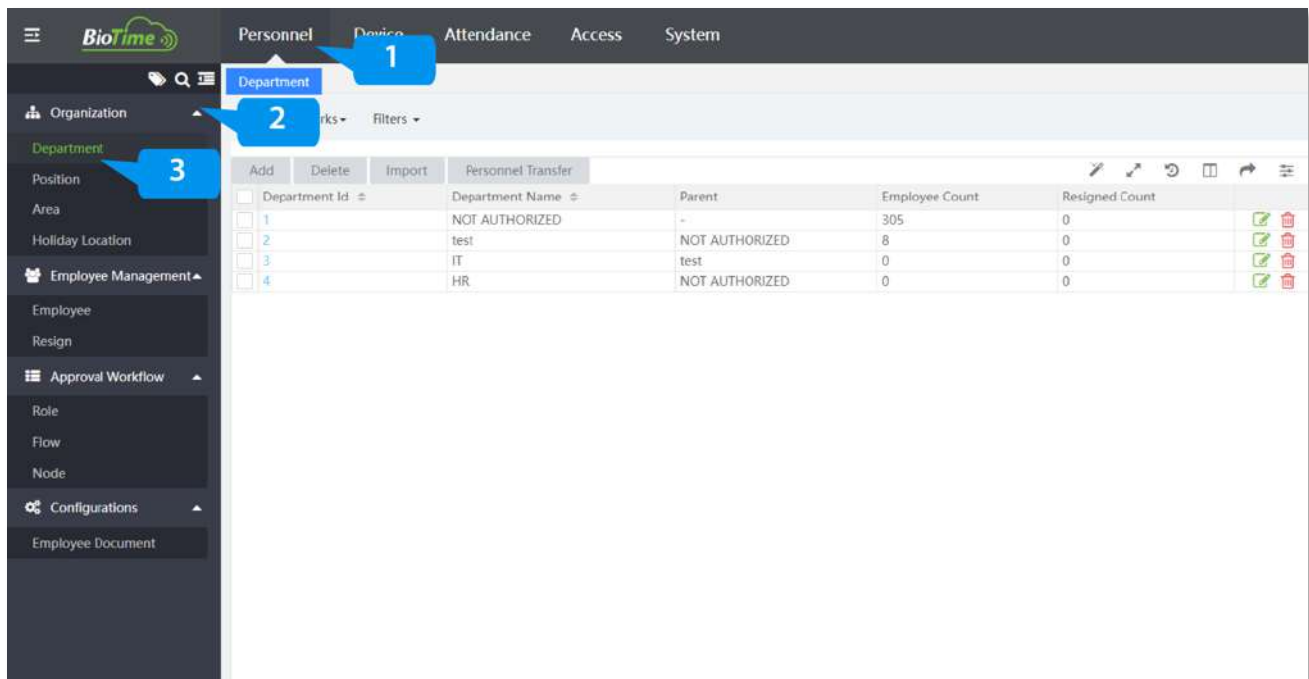 BioTime
Personnel Device Attendance Access System
1
Department
Organization
2
rks Filters
Department
3
Position
Area
Holiday Location
Employee Management
Employee
Resign
Approval Workflow
Role
Flow
Node
Configurations
Employee Document
Add Delete Import Personnel Transfer
Department Id Department Name Parent Employee Count Resigned Count
1 NOT AUTHORIZED - 305 0
2 test NOT AUTHORIZED 8 0
3 IT test 0 0
4 HR NOT AUTHORIZED 0 0